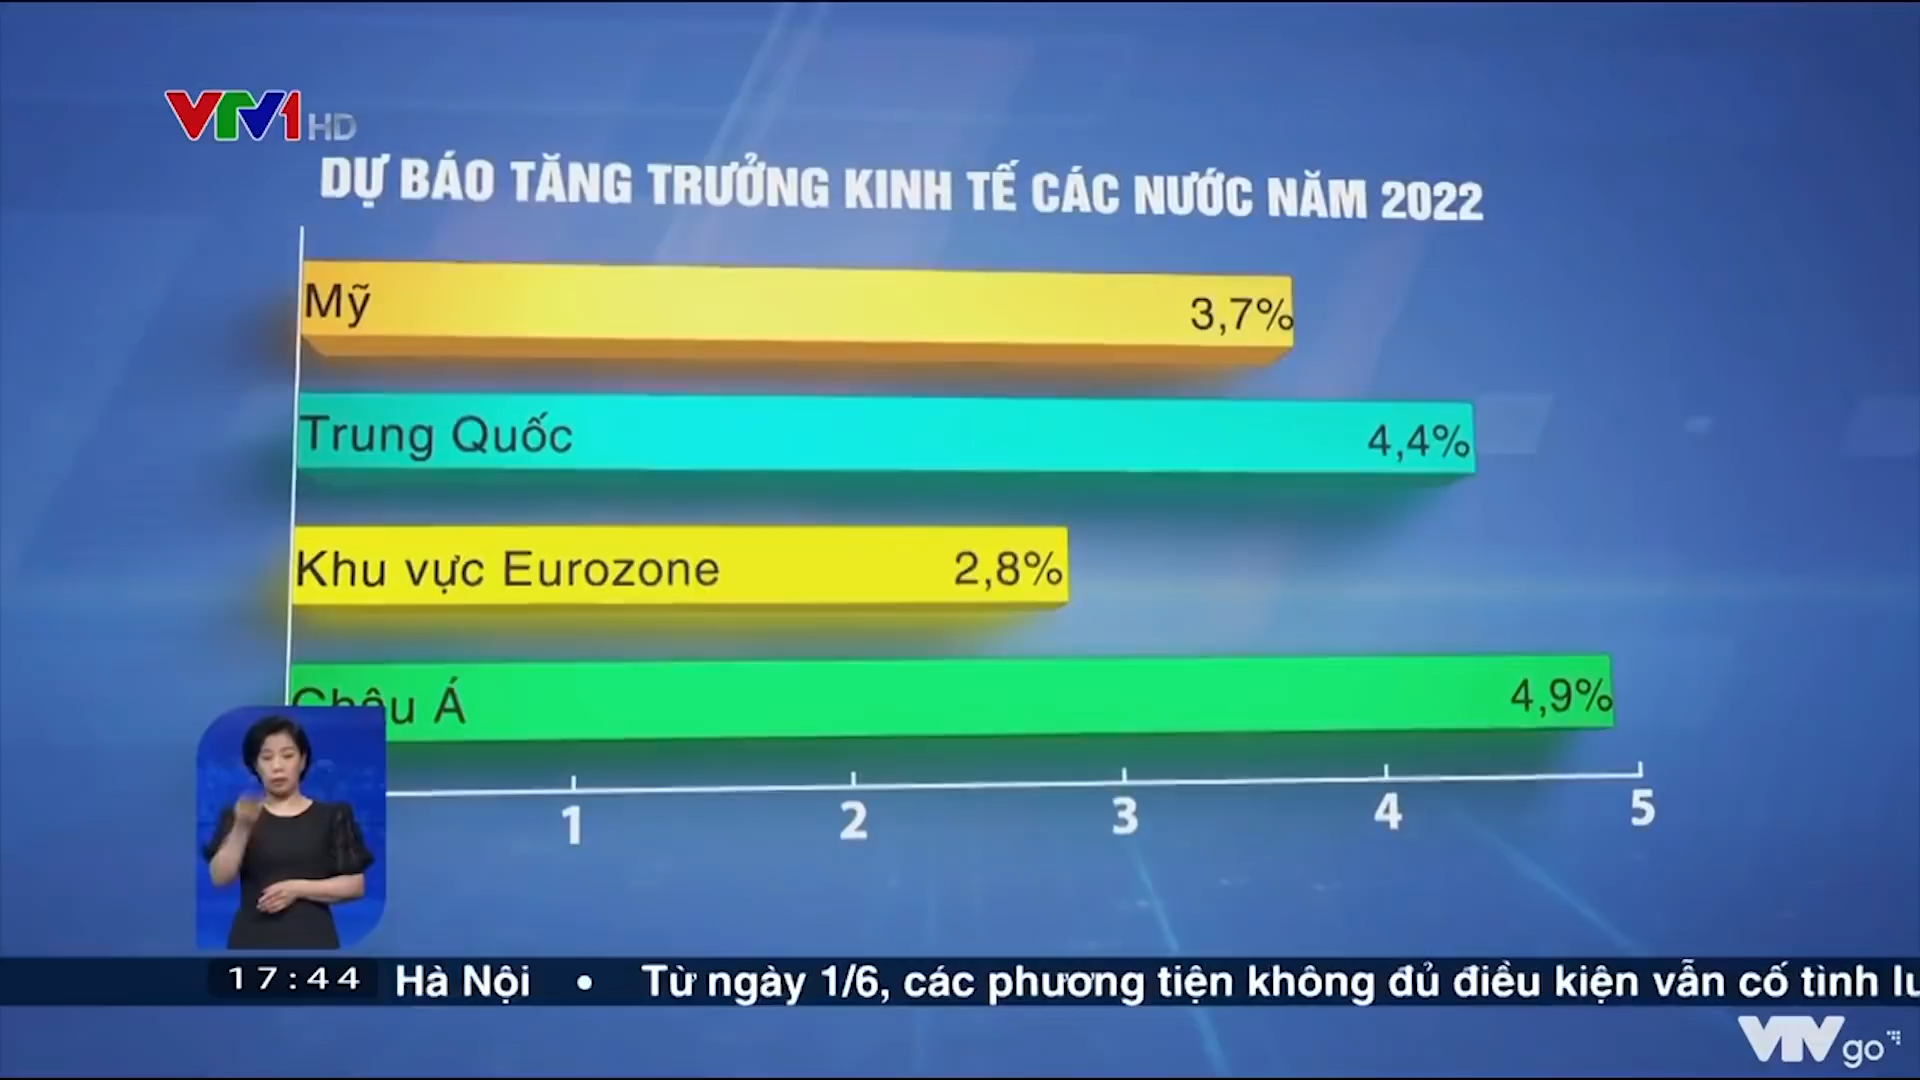 VTV1 HD
DỰ BÁO TĂNG TRƯỞNG KINH TẾ CÁC NƯỚC NĂM 2022
Mỹ 3,7%
Trung Quốc 4,4%
Khu vực Eurozone 2,8%
Châu Á 4,9%
1 2 3 4 5
17:44 Hà Nội • Từ ngày 1/6, các phương tiện không đủ điều kiện vẫn cố tình
VTV go